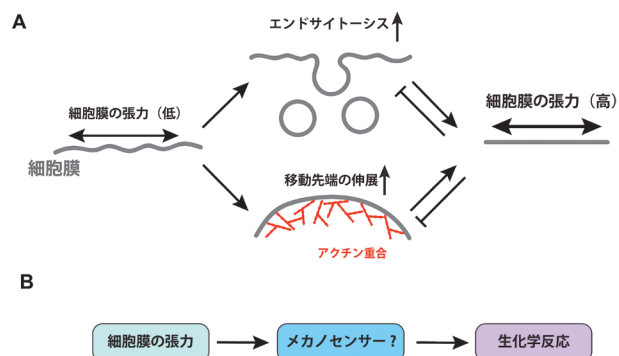 A
エンドサイトーシス
細胞膜の張力（低）
細胞膜の張力（高）
細胞膜
移動先端の伸展
アクチン重合
B
細胞膜の張力
メカノセンサー？
生化学反応